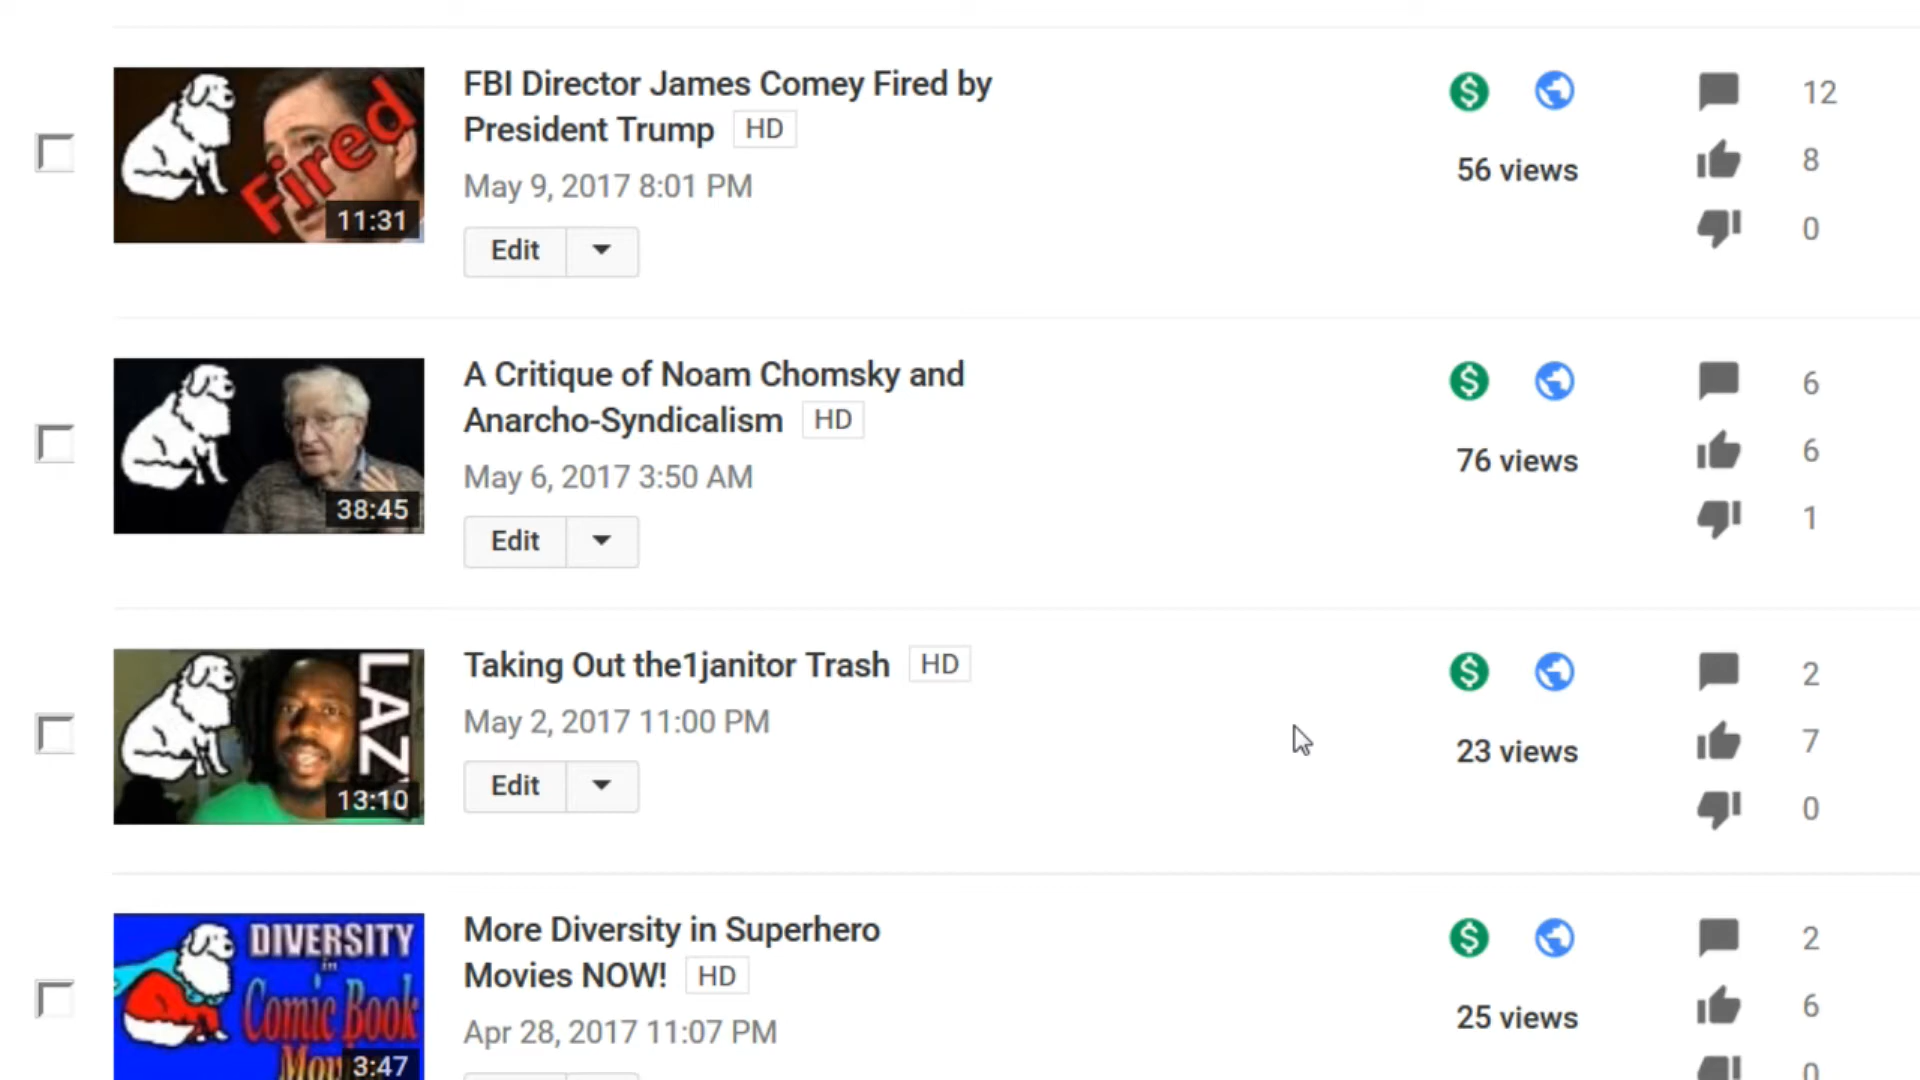 Fired
11:31
FBI Director James Comey Fired by
President Trump HD
May 9, 2017 8:01 PM
Edit
56 views
12
8
0
38:45
A Critique of Noam Chomsky and
Anarcho-Syndicalism HD
May 6, 2017 3:50 AM
Edit
76 views
6
6
1
LAZ
13:10
Taking Out the1janitor Trash HD
May 2, 2017 11:00 PM
Edit
23 views
2
7
0
DIVERSITY
in
Comic Book
3:47
More Diversity in Superhero
Movies NOW! HD
Apr 28, 2017 11:07 PM
25 views
2
6
0